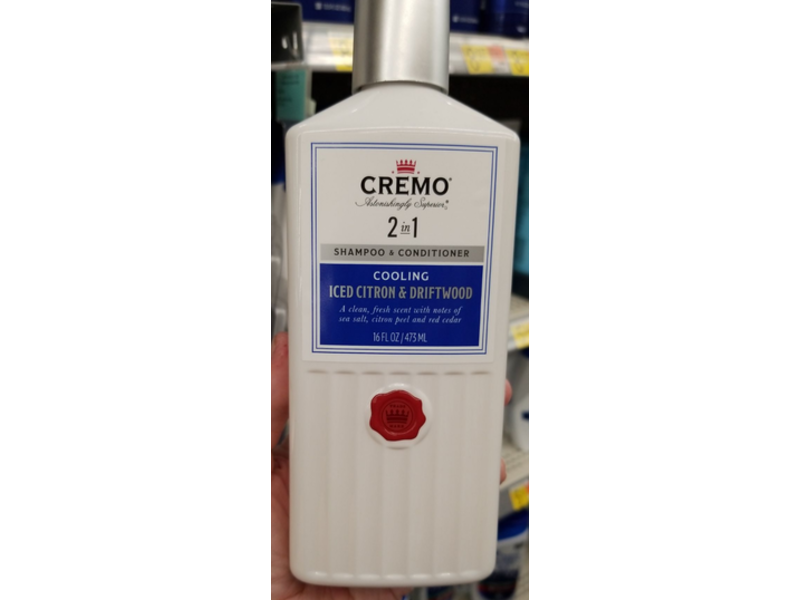 CREMO®
Astonishingly Superior®
2 in 1
SHAMPOO & CONDITIONER
COOLING
ICED CITRON & DRIFTWOOD
A clean, fresh scent with notes of
sea salt, citron peel and red cedar
16 FL OZ / 473 ML